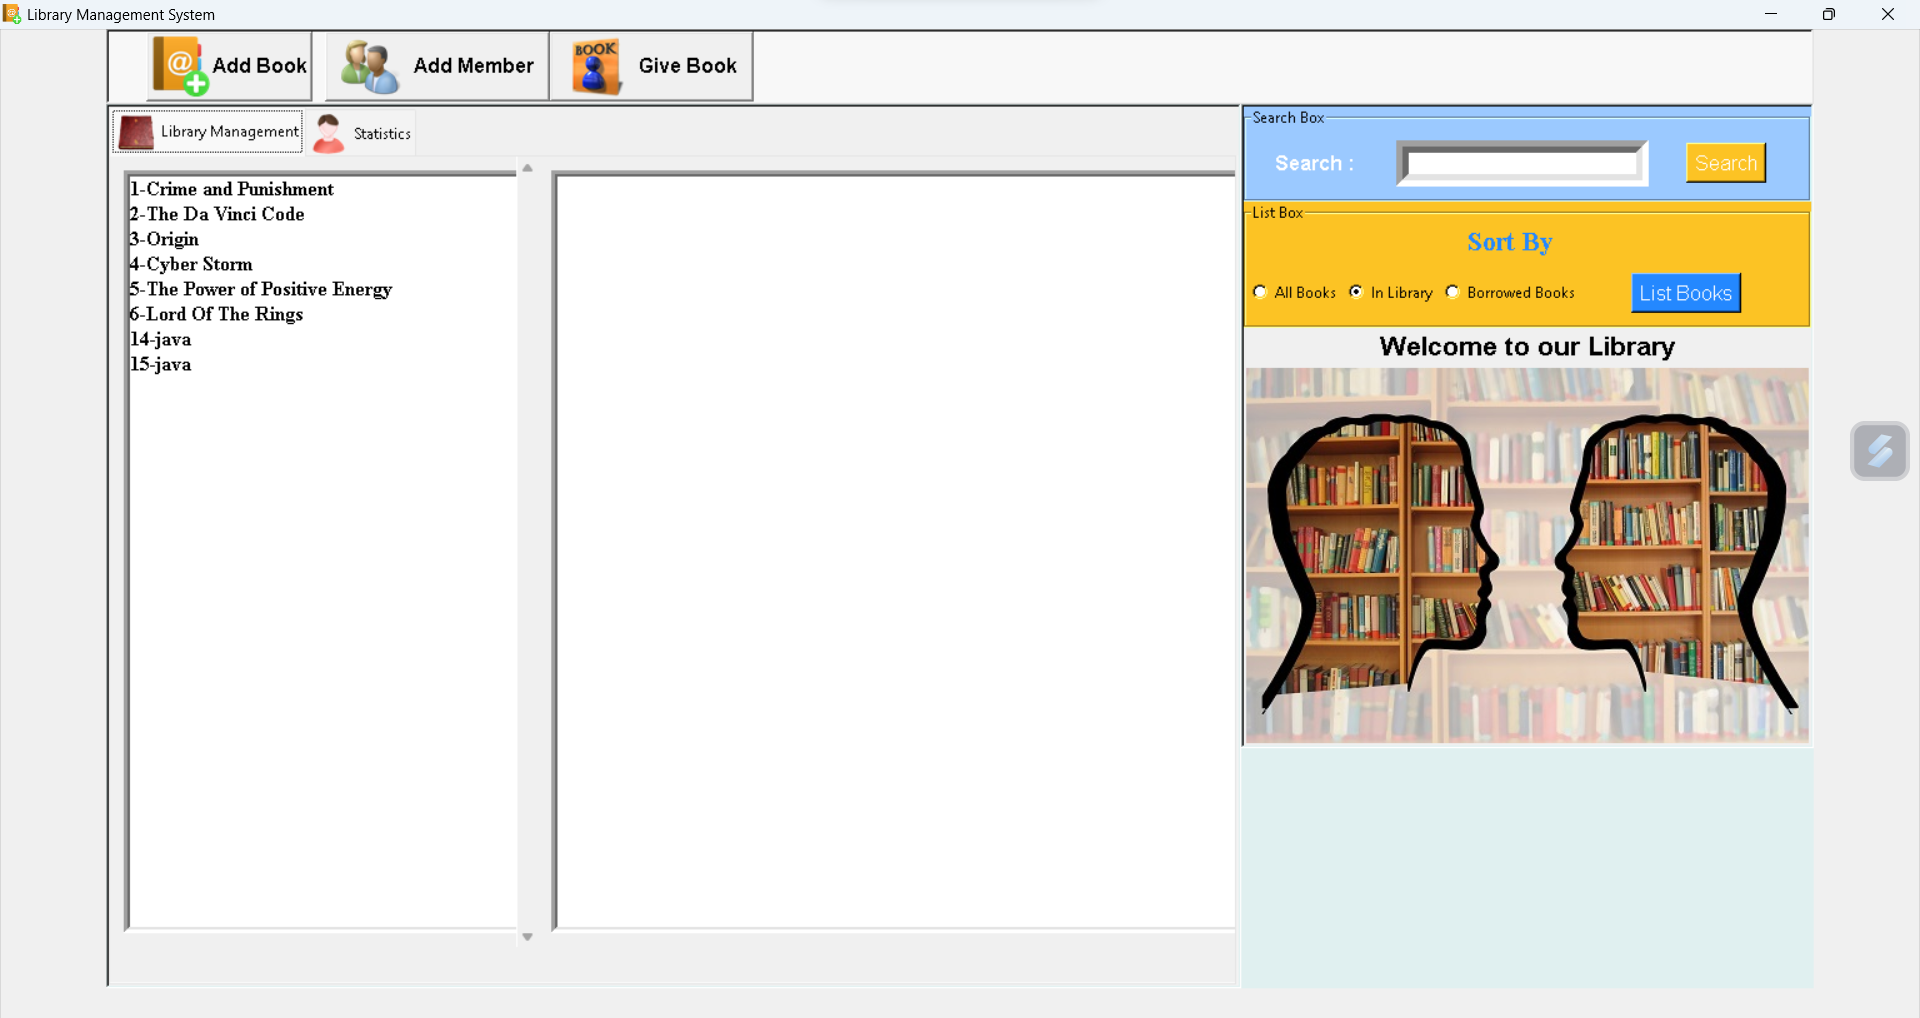 Library Management System
Add Book
Add Member
BOOK
Give Book
Library Management
Statistics
1-Crime and Punishment
2-The Da Vinci Code
3-Origin
4-Cyber Storm
5-The Power of Positive Energy
6-Lord Of The Rings
14-java
15-java
Search Box
Search :
Search
List Box
Sort By
All Books
In Library
Borrowed Books
List Books
Welcome to our Library